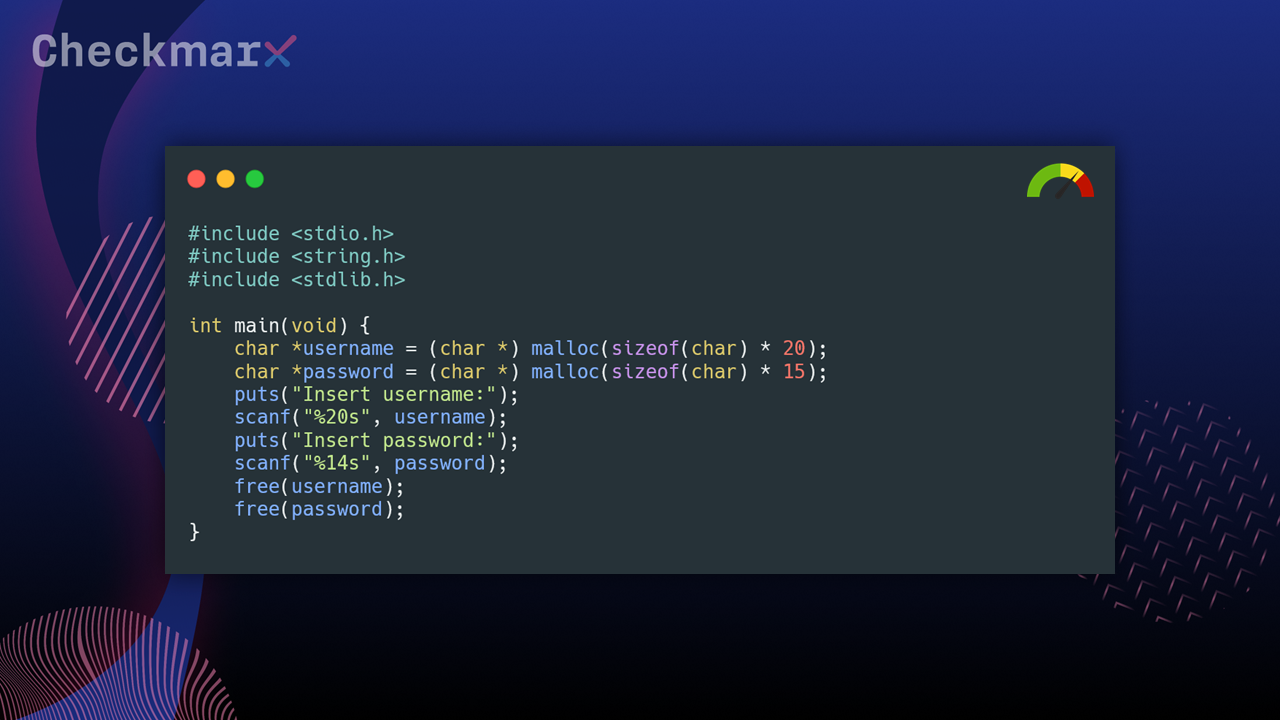 Checkmarx
#include <stdio.h>
#include <string.h>
#include <stdlib.h>
int main(void) {
    char *username = (char *) malloc(sizeof(char) * 20);
    char *password = (char *) malloc(sizeof(char) * 15);
    puts("Insert username:");
    scanf("%20s", username);
    puts("Insert password:");
    scanf("%14s", password);
    free(username);
    free(password);
}